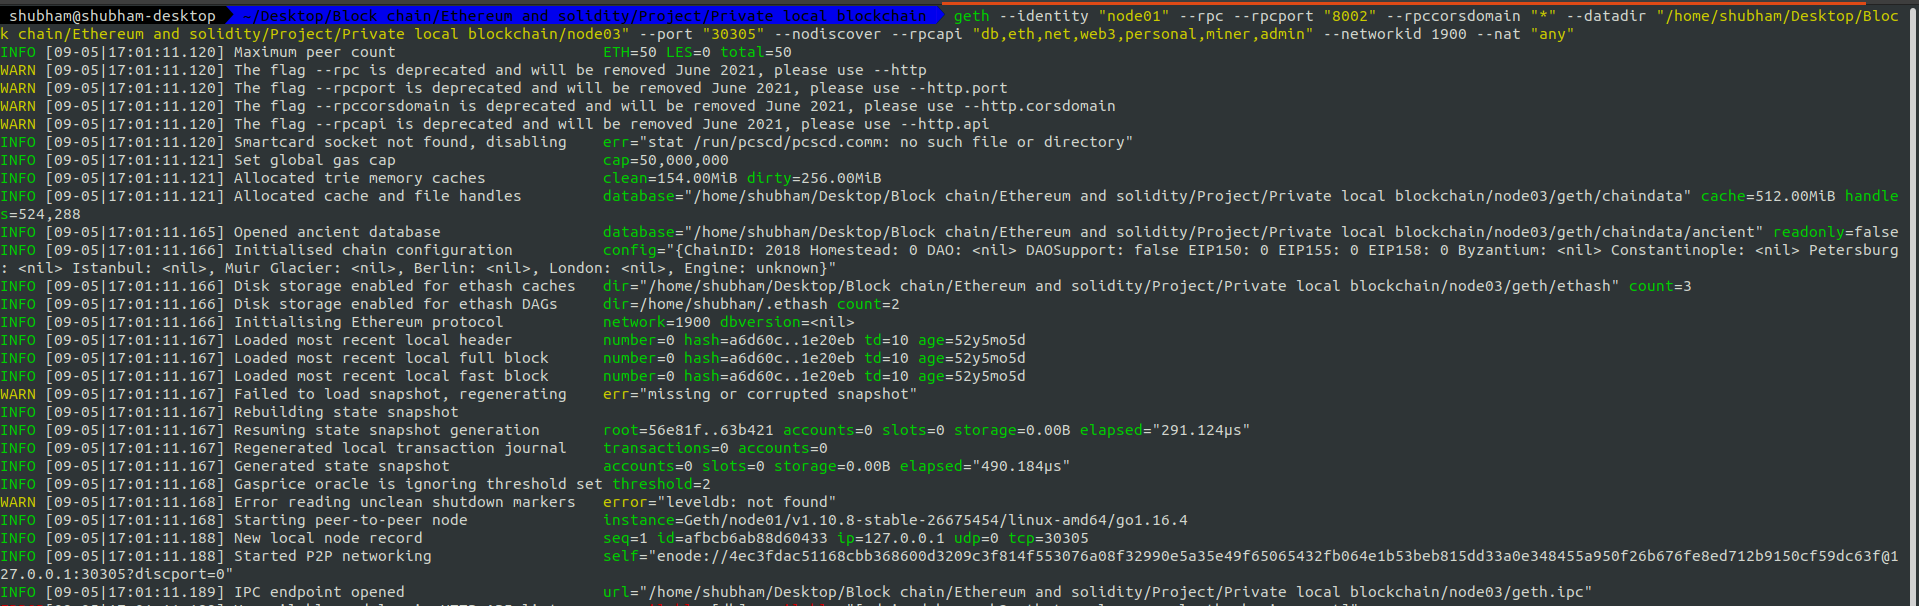 shubham@shubham-desktop ~/Desktop/Block chain/Ethereum and solidity/Project/Private local blockchain geth --identity "node01" --rpc --rpcport "8002" --rpccorsdomain "*" --datadir "/home/shubham/Desktop/Bloc
k chain/Ethereum and solidity/Project/Private local blockchain/node03" --port "30305" --nodiscover --rpcapi "db,eth,net,web3,personal,miner,admin" --networkid 1900 --nat "any"
INFO [09-05|17:01:11.120] Maximum peer count ETH=50 LES=0 total=50
WARN [09-05|17:01:11.120] The flag --rpc is deprecated and will be removed June 2021, please use --http
WARN [09-05|17:01:11.120] The flag --rpcport is deprecated and will be removed June 2021, please use --http.port
WARN [09-05|17:01:11.120] The flag --rpccorsdomain is deprecated and will be removed June 2021, please use --http.corsdomain
WARN [09-05|17:01:11.120] The flag --rpcapi is deprecated and will be removed June 2021, please use --http.api
INFO [09-05|17:01:11.120] Smartcard socket not found, disabling err="stat /run/pcscd/pcscd.comm: no such file or directory"
INFO [09-05|17:01:11.121] Set global gas cap cap=50,000,000
INFO [09-05|17:01:11.121] Allocated trie memory caches clean=154.00MiB dirty=256.00MiB
INFO [09-05|17:01:11.121] Allocated cache and file handles database="/home/shubham/Desktop/Block chain/Ethereum and solidity/Project/Private local blockchain/node03/geth/chaindata" cache=512.00MiB handle
s=524,288
INFO [09-05|17:01:11.165] Opened ancient database database="/home/shubham/Desktop/Block chain/Ethereum and solidity/Project/Private local blockchain/node03/geth/chaindata/ancient" readonly=false
INFO [09-05|17:01:11.166] Initialised chain configuration config="{ChainID: 2018 Homestead: 0 DAO: <nil> DAOSupport: false EIP150: 0 EIP155: 0 EIP158: 0 Byzantium: <nil> Constantinople: <nil> Petersburg
: <nil> Istanbul: <nil>, Muir Glacier: <nil>, Berlin: <nil>, London: <nil>, Engine: unknown}"
INFO [09-05|17:01:11.166] Disk storage enabled for ethash caches dir="/home/shubham/Desktop/Block chain/Ethereum and solidity/Project/Private local blockchain/node03/geth/ethash" count=3
INFO [09-05|17:01:11.166] Disk storage enabled for ethash DAGs dir=/home/shubham/.ethash count=2
INFO [09-05|17:01:11.166] Initialising Ethereum protocol network=1900 dbversion=<nil>
INFO [09-05|17:01:11.167] Loaded most recent local header number=0 hash=a6d60c..1e20eb td=10 age=52y5mo5d
INFO [09-05|17:01:11.167] Loaded most recent local full block number=0 hash=a6d60c..1e20eb td=10 age=52y5mo5d
INFO [09-05|17:01:11.167] Loaded most recent local fast block number=0 hash=a6d60c..1e20eb td=10 age=52y5mo5d
WARN [09-05|17:01:11.167] Failed to load snapshot, regenerating err="missing or corrupted snapshot"
INFO [09-05|17:01:11.167] Rebuilding state snapshot
INFO [09-05|17:01:11.167] Resuming state snapshot generation root=56e81f..63b421 accounts=0 slots=0 storage=0.00B elapsed="291.124µs"
INFO [09-05|17:01:11.167] Regenerated local transaction journal transactions=0 accounts=0
INFO [09-05|17:01:11.167] Generated state snapshot accounts=0 slots=0 storage=0.00B elapsed="490.184µs"
INFO [09-05|17:01:11.168] Gasprice oracle is ignoring threshold set threshold=2
WARN [09-05|17:01:11.168] Error reading unclean shutdown markers error="leveldb: not found"
INFO [09-05|17:01:11.168] Starting peer-to-peer node instance=Geth/node01/v1.10.8-stable-26675454/linux-amd64/go1.16.4
INFO [09-05|17:01:11.188] New local node record seq=1 id=afbcb6ab88d60433 ip=127.0.0.1 udp=0 tcp=30305
INFO [09-05|17:01:11.188] Started P2P networking self="enode://4ec3fdac51168cbb368600d3209c3f814f553076a08f32990e5a35e49f65065432fb064e1b53beb815dd33a0e348455a950f26b676fe8ed712b9150cf59dc63f@1
27.0.0.1:30305?discport=0"
INFO [09-05|17:01:11.189] IPC endpoint opened url="/home/shubham/Desktop/Block chain/Ethereum and solidity/Project/Private local blockchain/node03/geth.ipc"